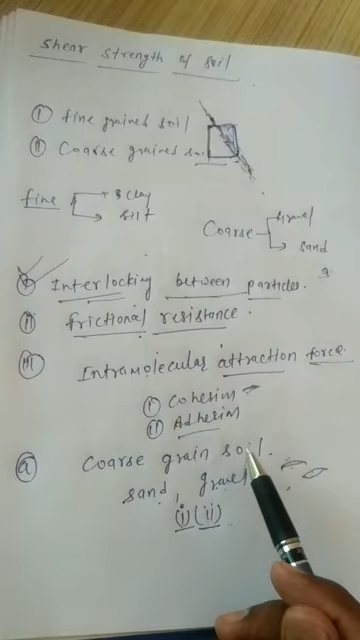 Shear strength of soil
(i) fine grained soil
(ii) Coarse grained soil
fine → clay
→ silt
Coarse gravel
→ sand
(i) Interlocking between particles.
(ii) frictional resistance.
(iii) Intramolecular attraction force
(i) Cohesion
(ii) Adhesion
(a) Coarse grain soil.
sand, gravel
(i) (ii)